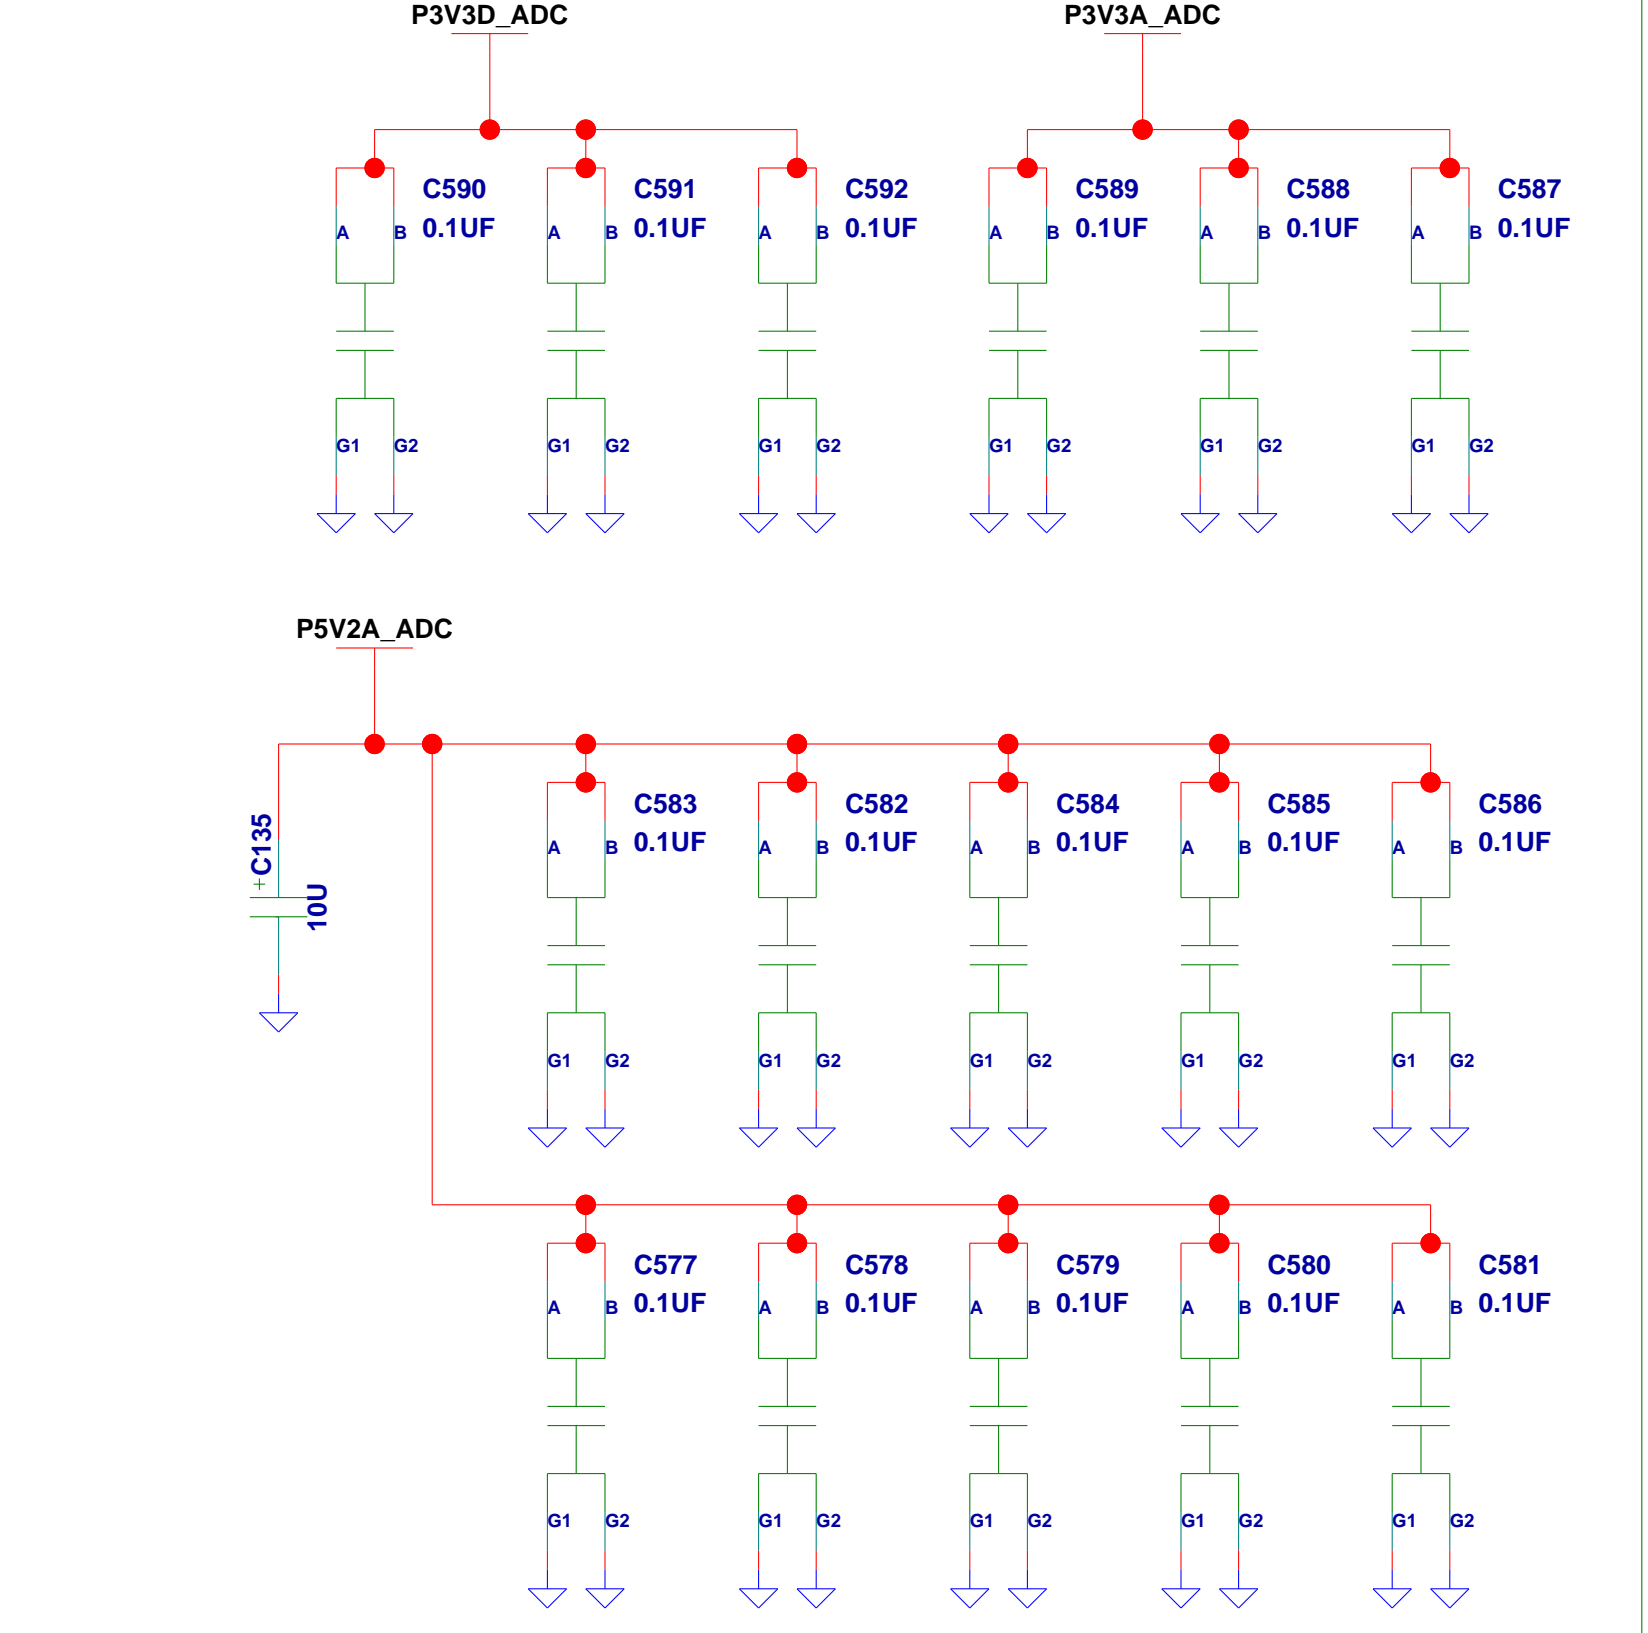 P3V3D_ADC
P3V3A_ADC
C590
C591
C592
C589
C588
C587
A B 0.1UF
A B 0.1UF
A B 0.1UF
A B 0.1UF
A B 0.1UF
A B 0.1UF
G1 G2
G1 G2
G1 G2
G1 G2
G1 G2
G1 G2
P5V2A_ADC
+C135
10U
C583
C582
C584
C585
C586
A B 0.1UF
A B 0.1UF
A B 0.1UF
A B 0.1UF
A B 0.1UF
G1 G2
G1 G2
G1 G2
G1 G2
G1 G2
C577
C578
C579
C580
C581
A B 0.1UF
A B 0.1UF
A B 0.1UF
A B 0.1UF
A B 0.1UF
G1 G2
G1 G2
G1 G2
G1 G2
G1 G2